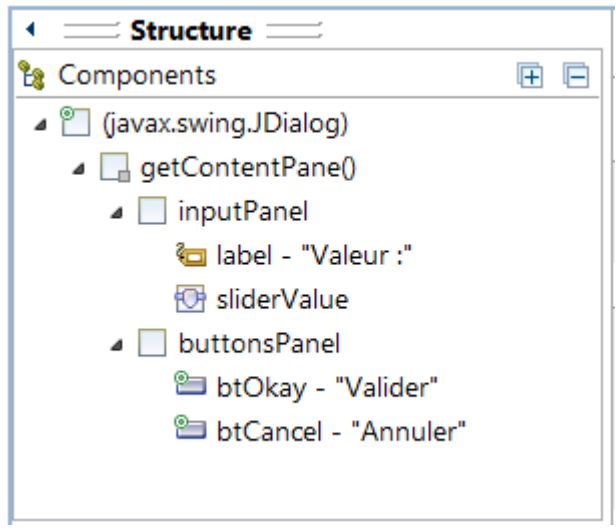 Structure
Components
(javax.swing.JDialog)
getContentPane()
inputPanel
label - "Valeur :"
sliderValue
buttonsPanel
btOkay - "Valider"
btCancel - "Annuler"